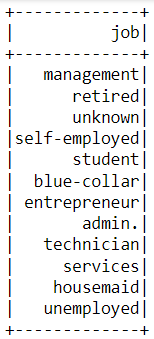 +-------------+
|          job|
+-------------+
|   management|
|      retired|
|      unknown|
|self-employed|
|      student|
|  blue-collar|
| entrepreneur|
|       admin.|
|   technician|
|     services|
|    housemaid|
|   unemployed|
+-------------+